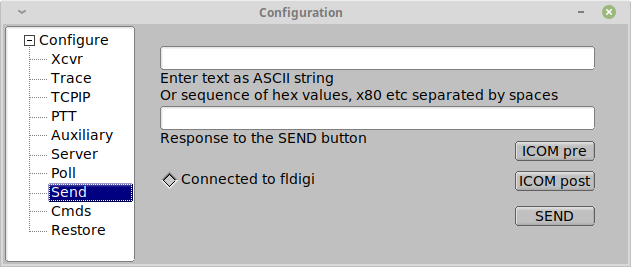 Configuration
Configure
Xcvr
Trace
TCPIP
PTT
Auxiliary
Server
Poll
Send
Cmds
Restore
Enter text as ASCII string
Or sequence of hex values, x80 etc separated by spaces
Response to the SEND button
ICOM pre
Connected to fldigi
ICOM post
SEND